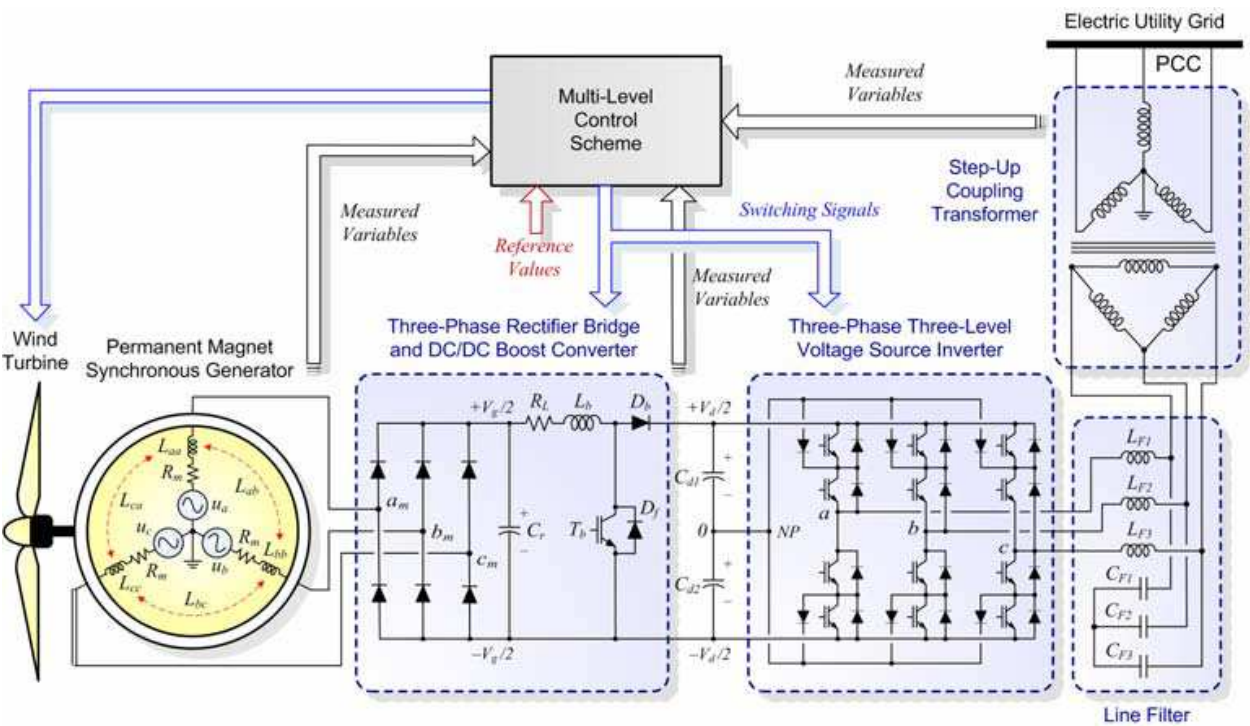 Electric Utility Grid
PCC
Multi-Level
Control
Scheme
Measured
Variables
Step-Up
Coupling
Transformer
Measured
Variables
Reference
Values
Switching Signals
Measured
Variables
Wind
Turbine
Permanent Magnet
Synchronous Generator
Three-Phase Rectifier Bridge
and DC/DC Boost Converter
Three-Phase Three-Level
Voltage Source Inverter
L_aa
R_m
L_ca
L_ab
u_a
u_c
u_b
R_m
R_m
L_bb
L_cc
L_bc
a_m
b_m
c_m
+V_g/2
R_L
L_b
D_b
+
C_r
−
T_b
D_f
−V_g/2
+V_d/2
C_d1
+
−
0
NP
C_d2
+
−
−V_d/2
a
b
c
L_F1
L_F2
L_F3
C_F1
C_F2
C_F3
Line Filter